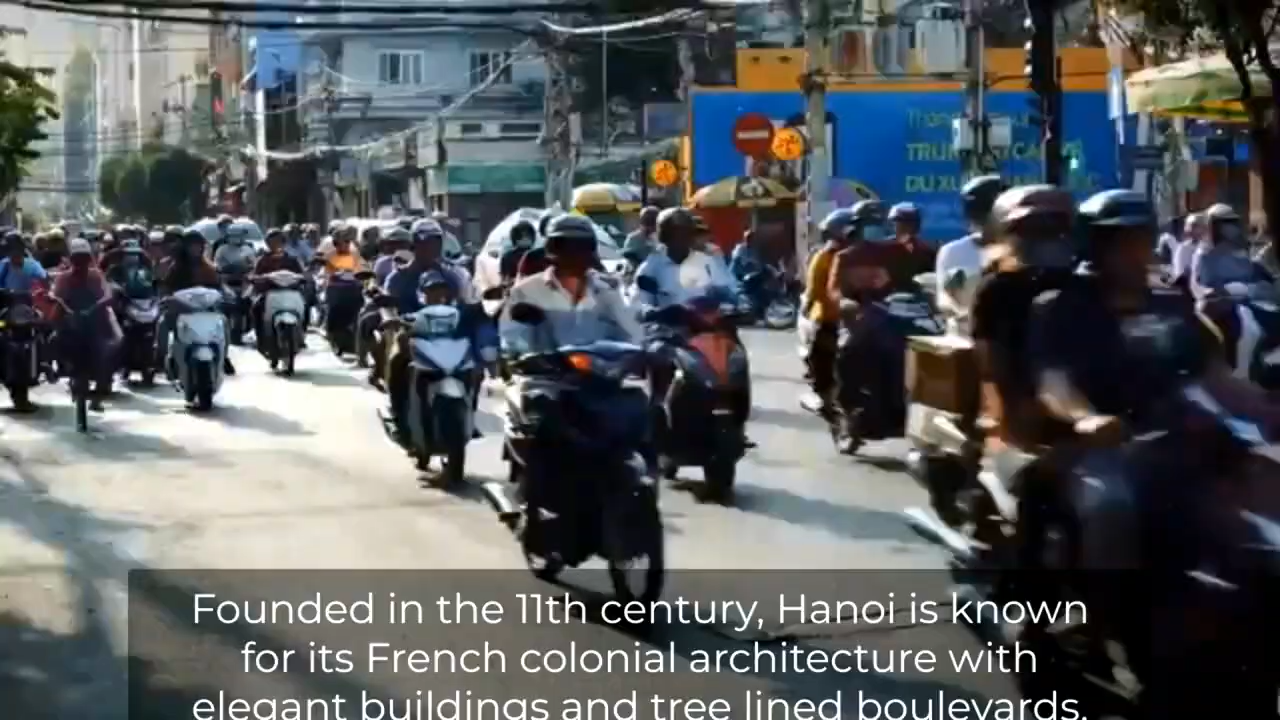 Founded in the 11th century, Hanoi is known
for its French colonial architecture with
elegant buildings and tree lined boulevards.